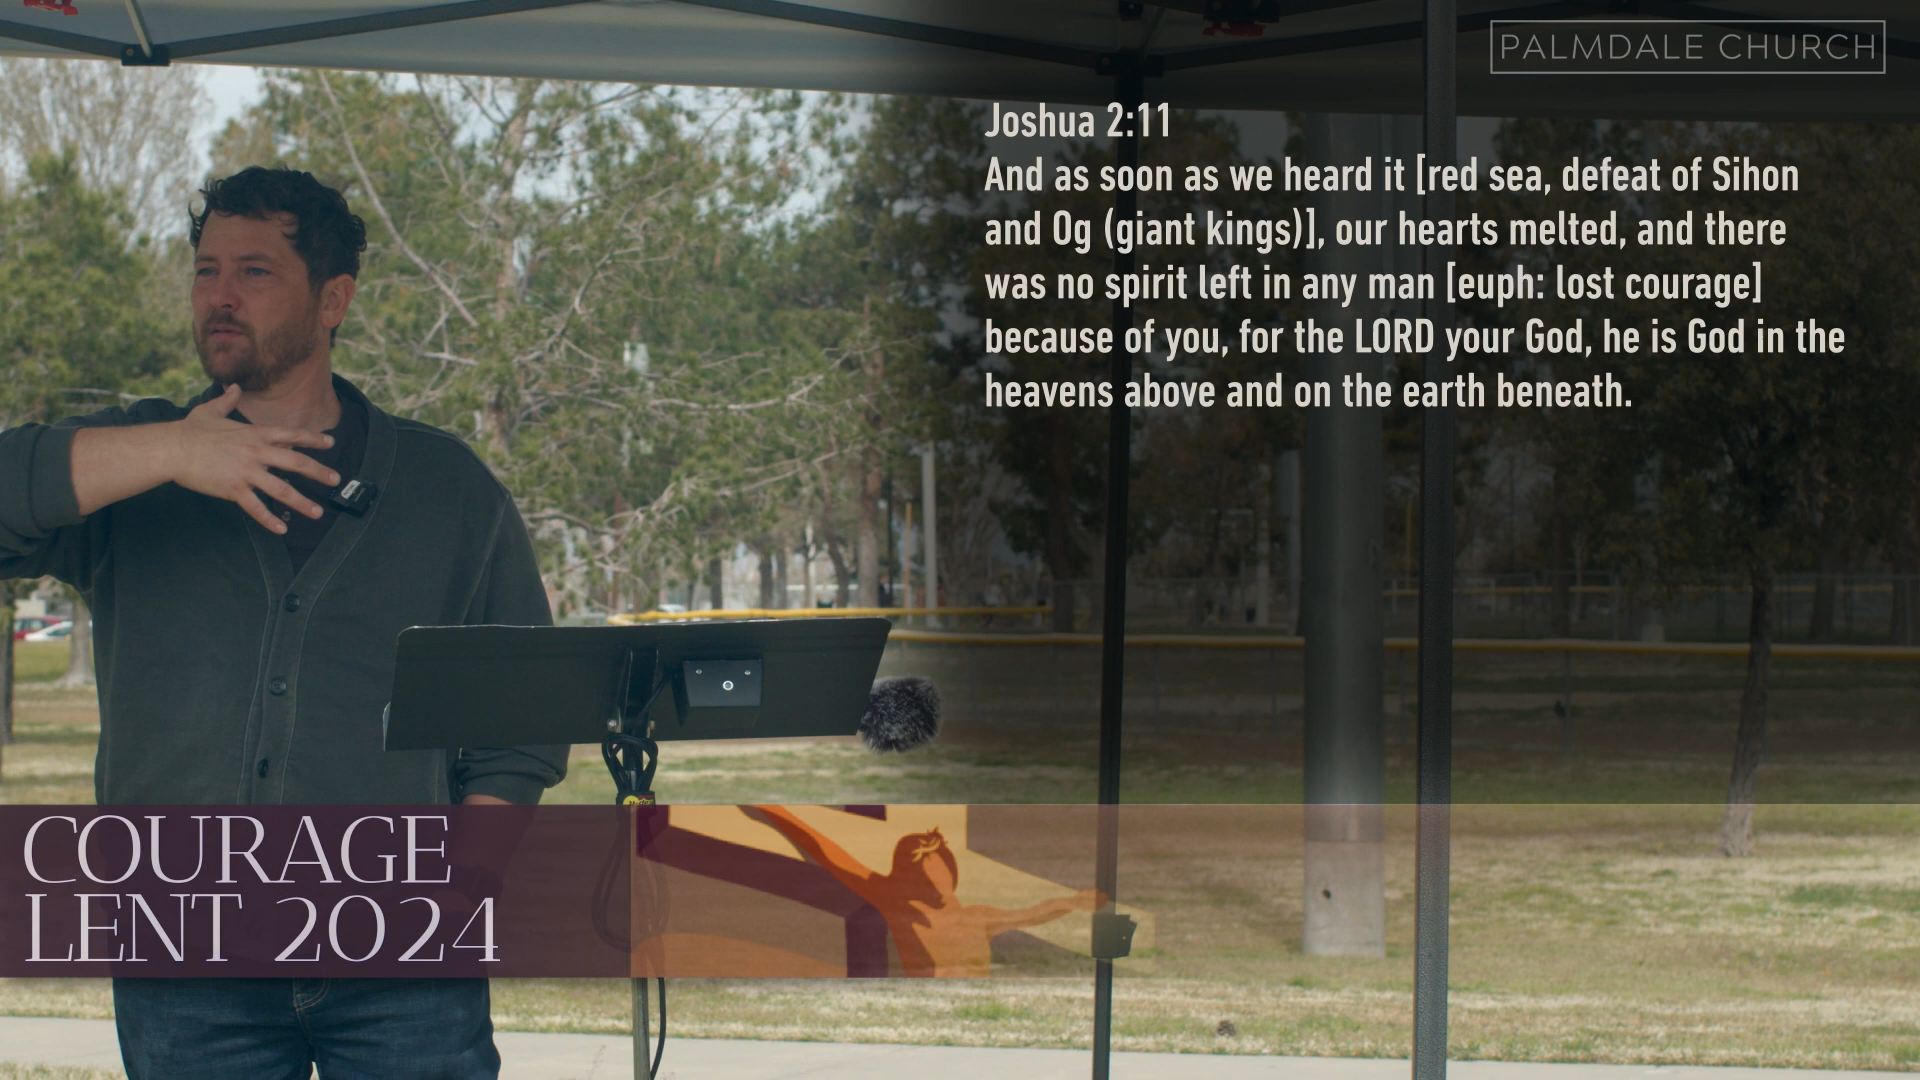 PALMDALE CHURCH
Joshua 2:11
And as soon as we heard it [red sea, defeat of Sihon
and Og (giant kings)], our hearts melted, and there
was no spirit left in any man [euph: lost courage]
because of you, for the LORD your God, he is God in the
heavens above and on the earth beneath.
COURAGE
LENT 2024